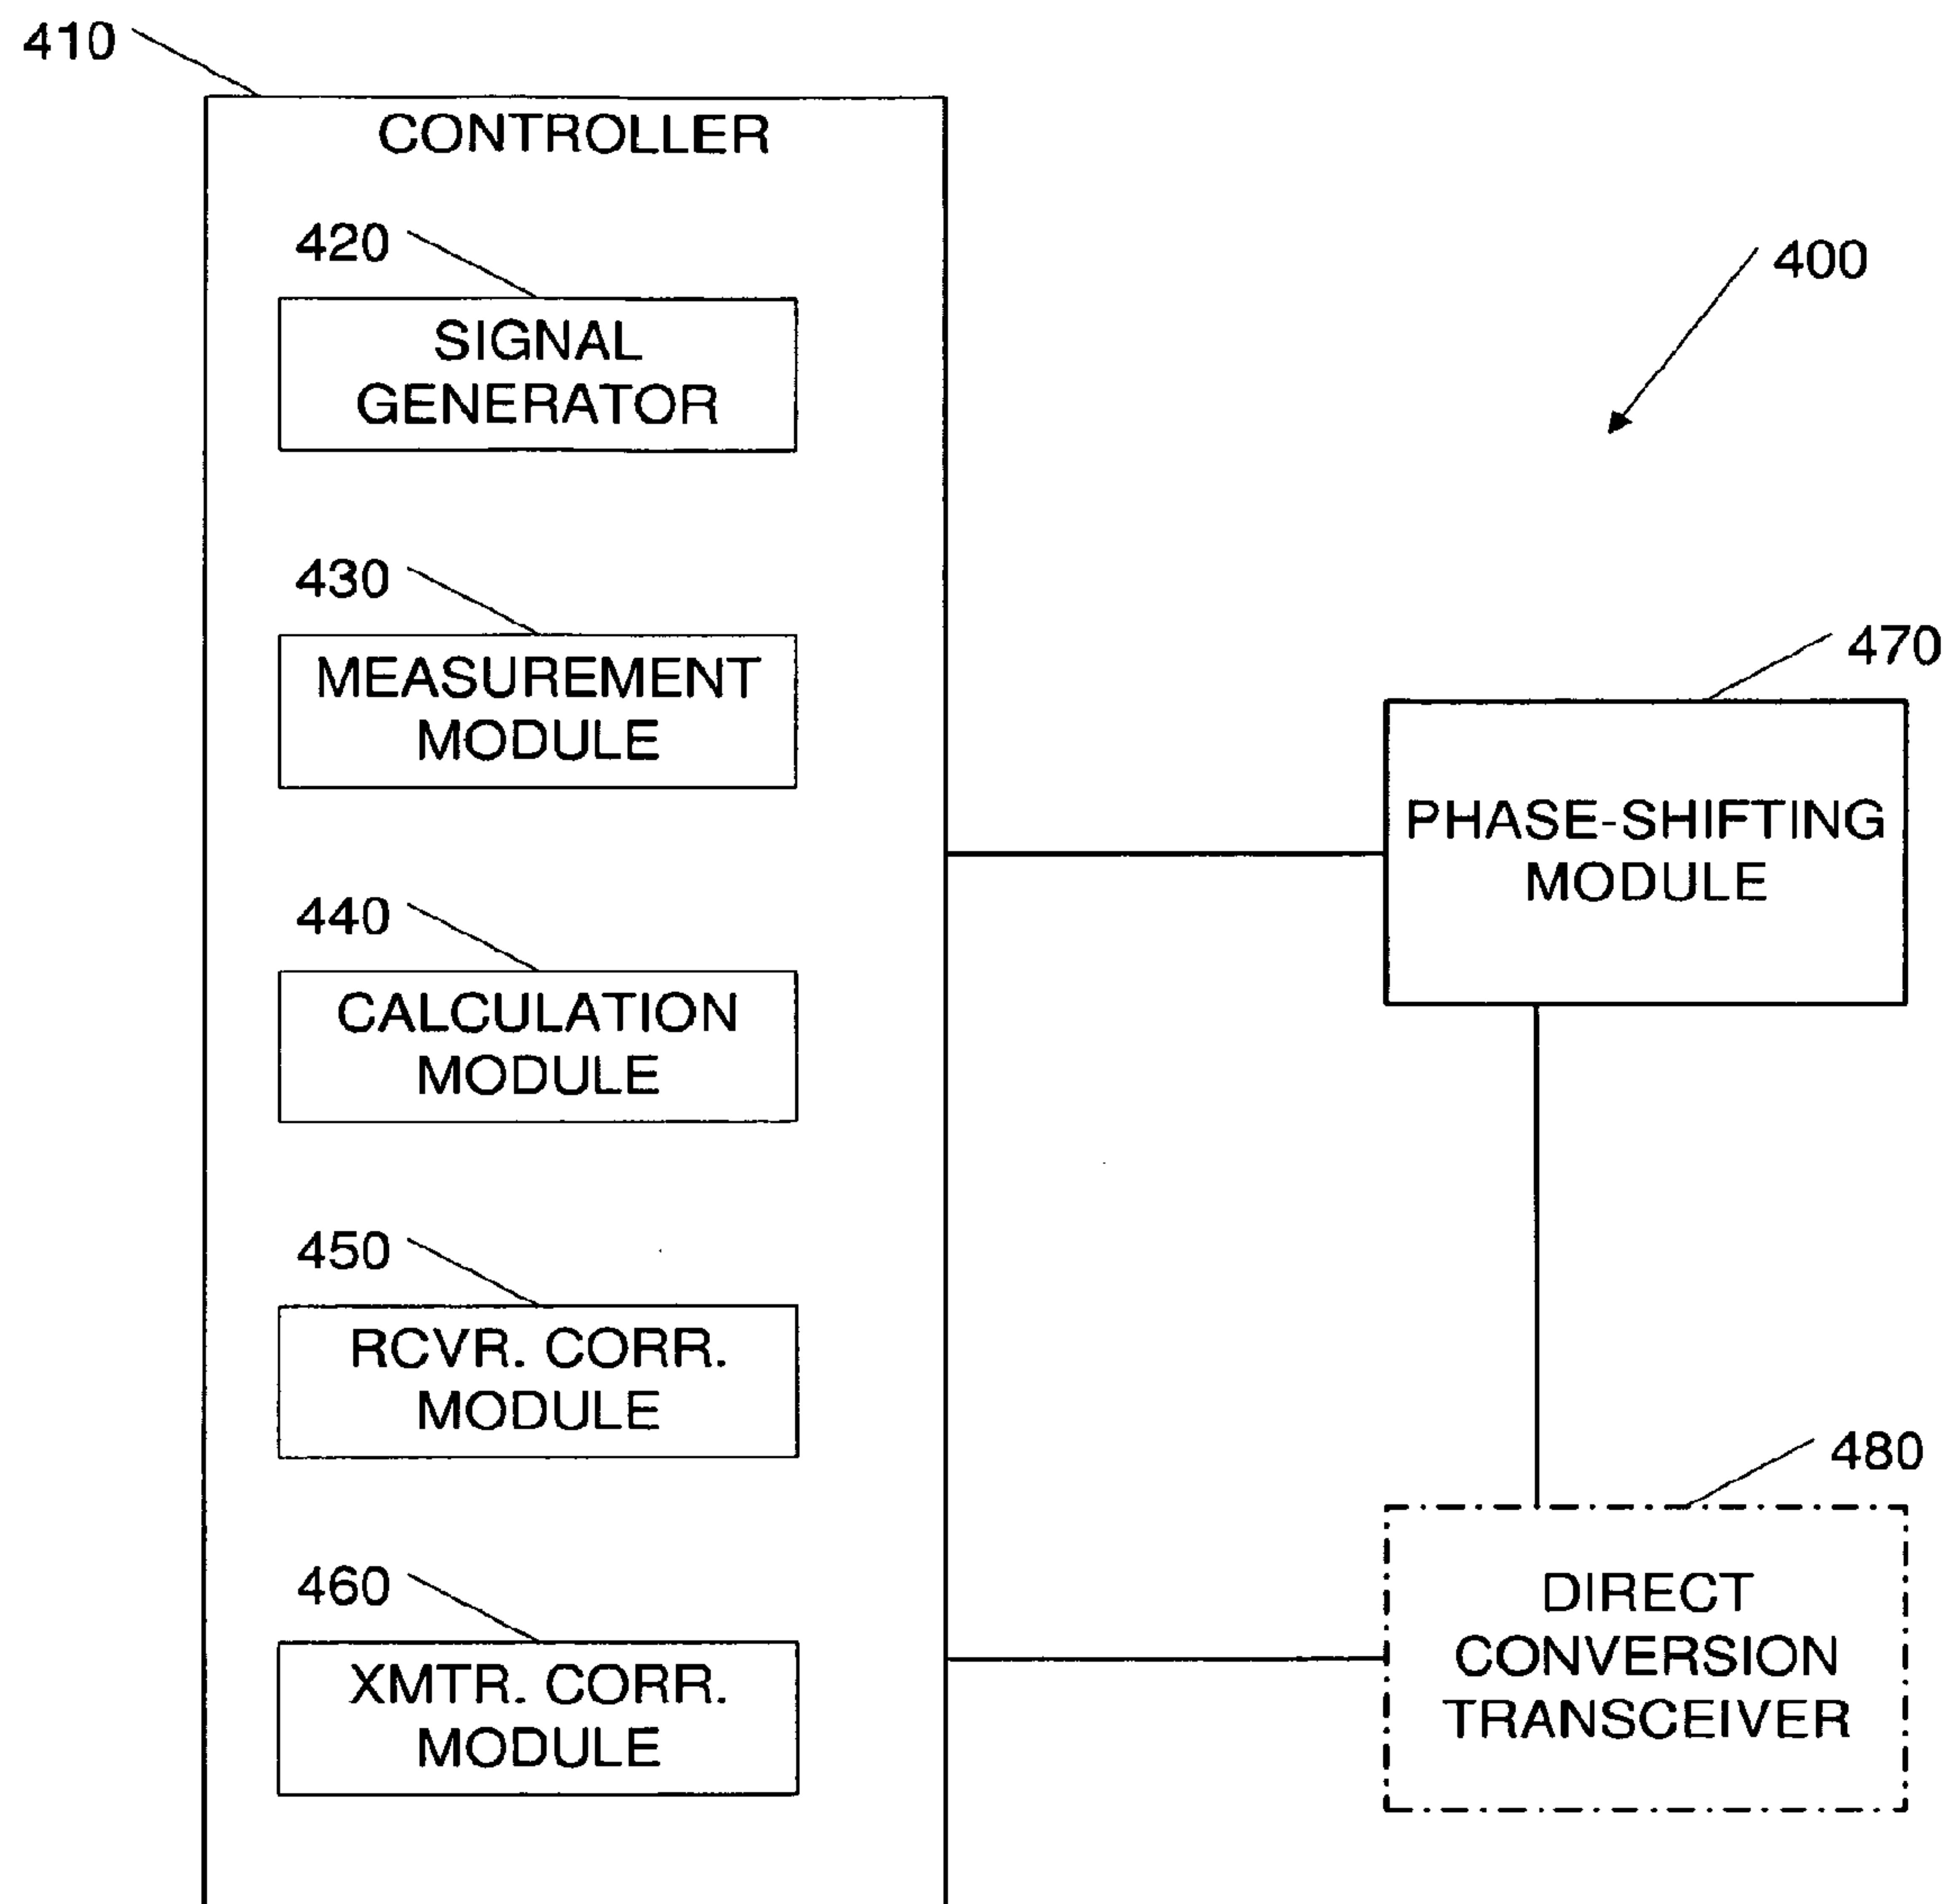 410
CONTROLLER
420
SIGNAL
GENERATOR
400
430
MEASUREMENT
MODULE
470
PHASE-SHIFTING
MODULE
440
CALCULATION
MODULE
450
RCVR. CORR.
MODULE
480
DIRECT
CONVERSION
TRANSCEIVER
460
XMTR. CORR.
MODULE